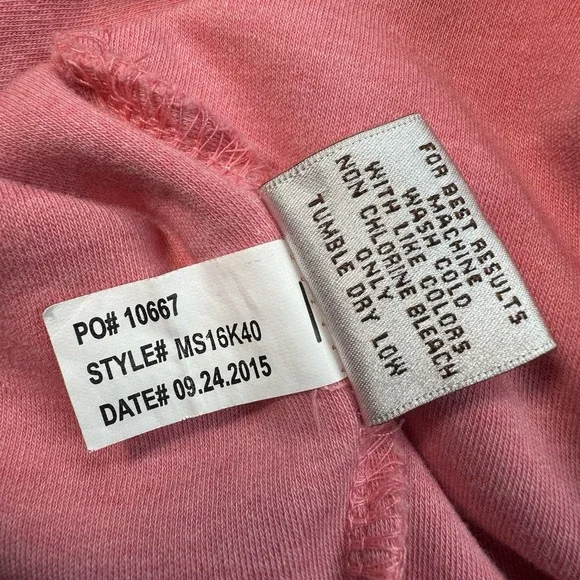 PO# 10667
STYLE# MS16K40
DATE# 09.24.2015
FOR BEST RESULTS
MACHINE
WASH COLD
WITH LIKE COLORS
NON CHLORINE BLEACH
ONLY
TUMBLE DRY LOW